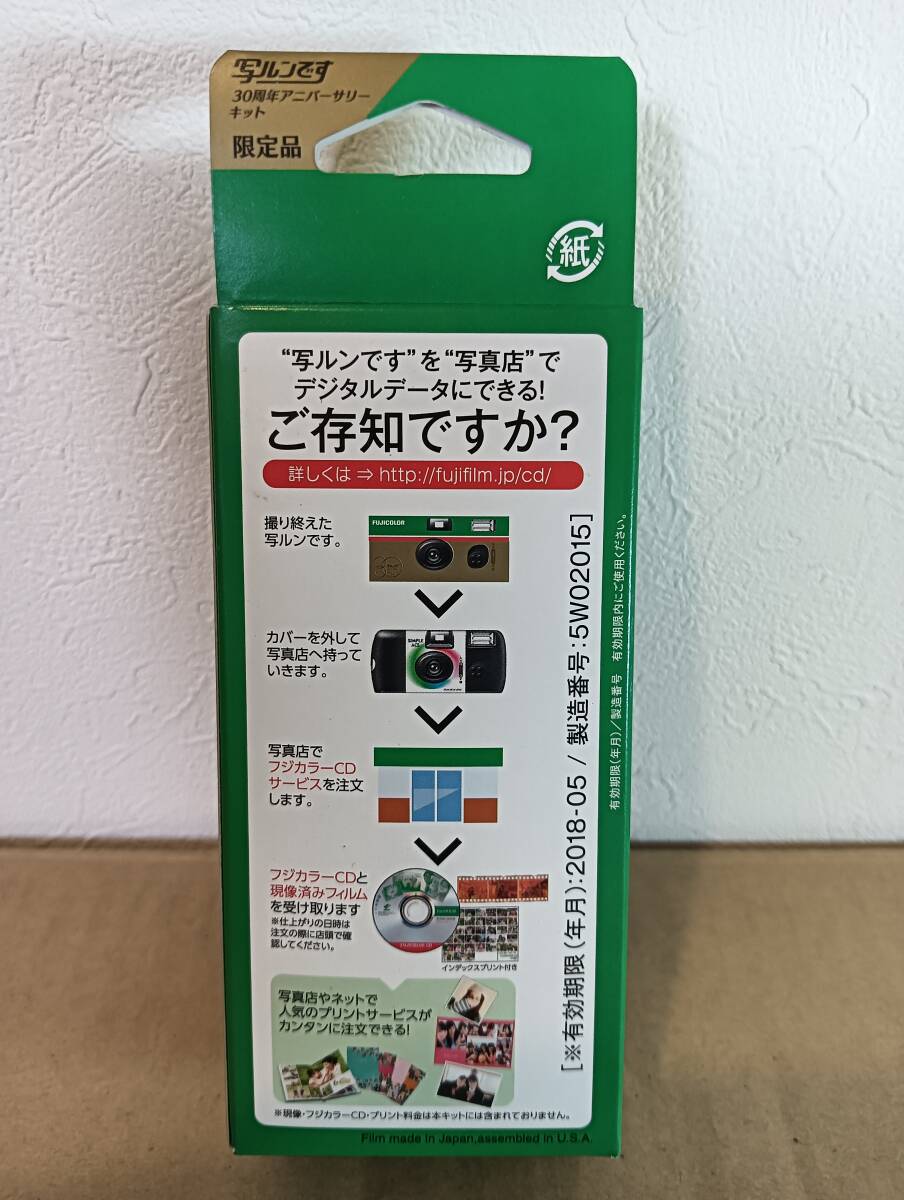 写ルンです
30周年アニバーサリー
キット
限定品
紙
“写ルンです”を“写真店”で
デジタルデータにできる!
ご存知ですか?
詳しくは ⇒ http://fujifilm.jp/cd/
撮り終えた
写ルンです。
FUJICOLOR
カバーを外して
写真店へ持って
いきます。
SIMPLE
ACE
写真店で
フジカラーCD
サービスを注文
します。
フジカラーCDと
現像済みフィルム
を受け取ります
※仕上がりの日時は
注文の際に店頭で確
認してください。
FUJICOLOR CD
インデックスプリント付き
写真店やネットで
人気のプリントサービスが
カンタンに注文できる!
※現像・フジカラーCD・プリント料金は本キットには含まれておりません。
Film made in Japan,assembled in U.S.A.
[※有効期限(年月):2018-05 / 製造番号:5W02015]
有効期限(年月)/製造番号 有効期限内にご使用ください。